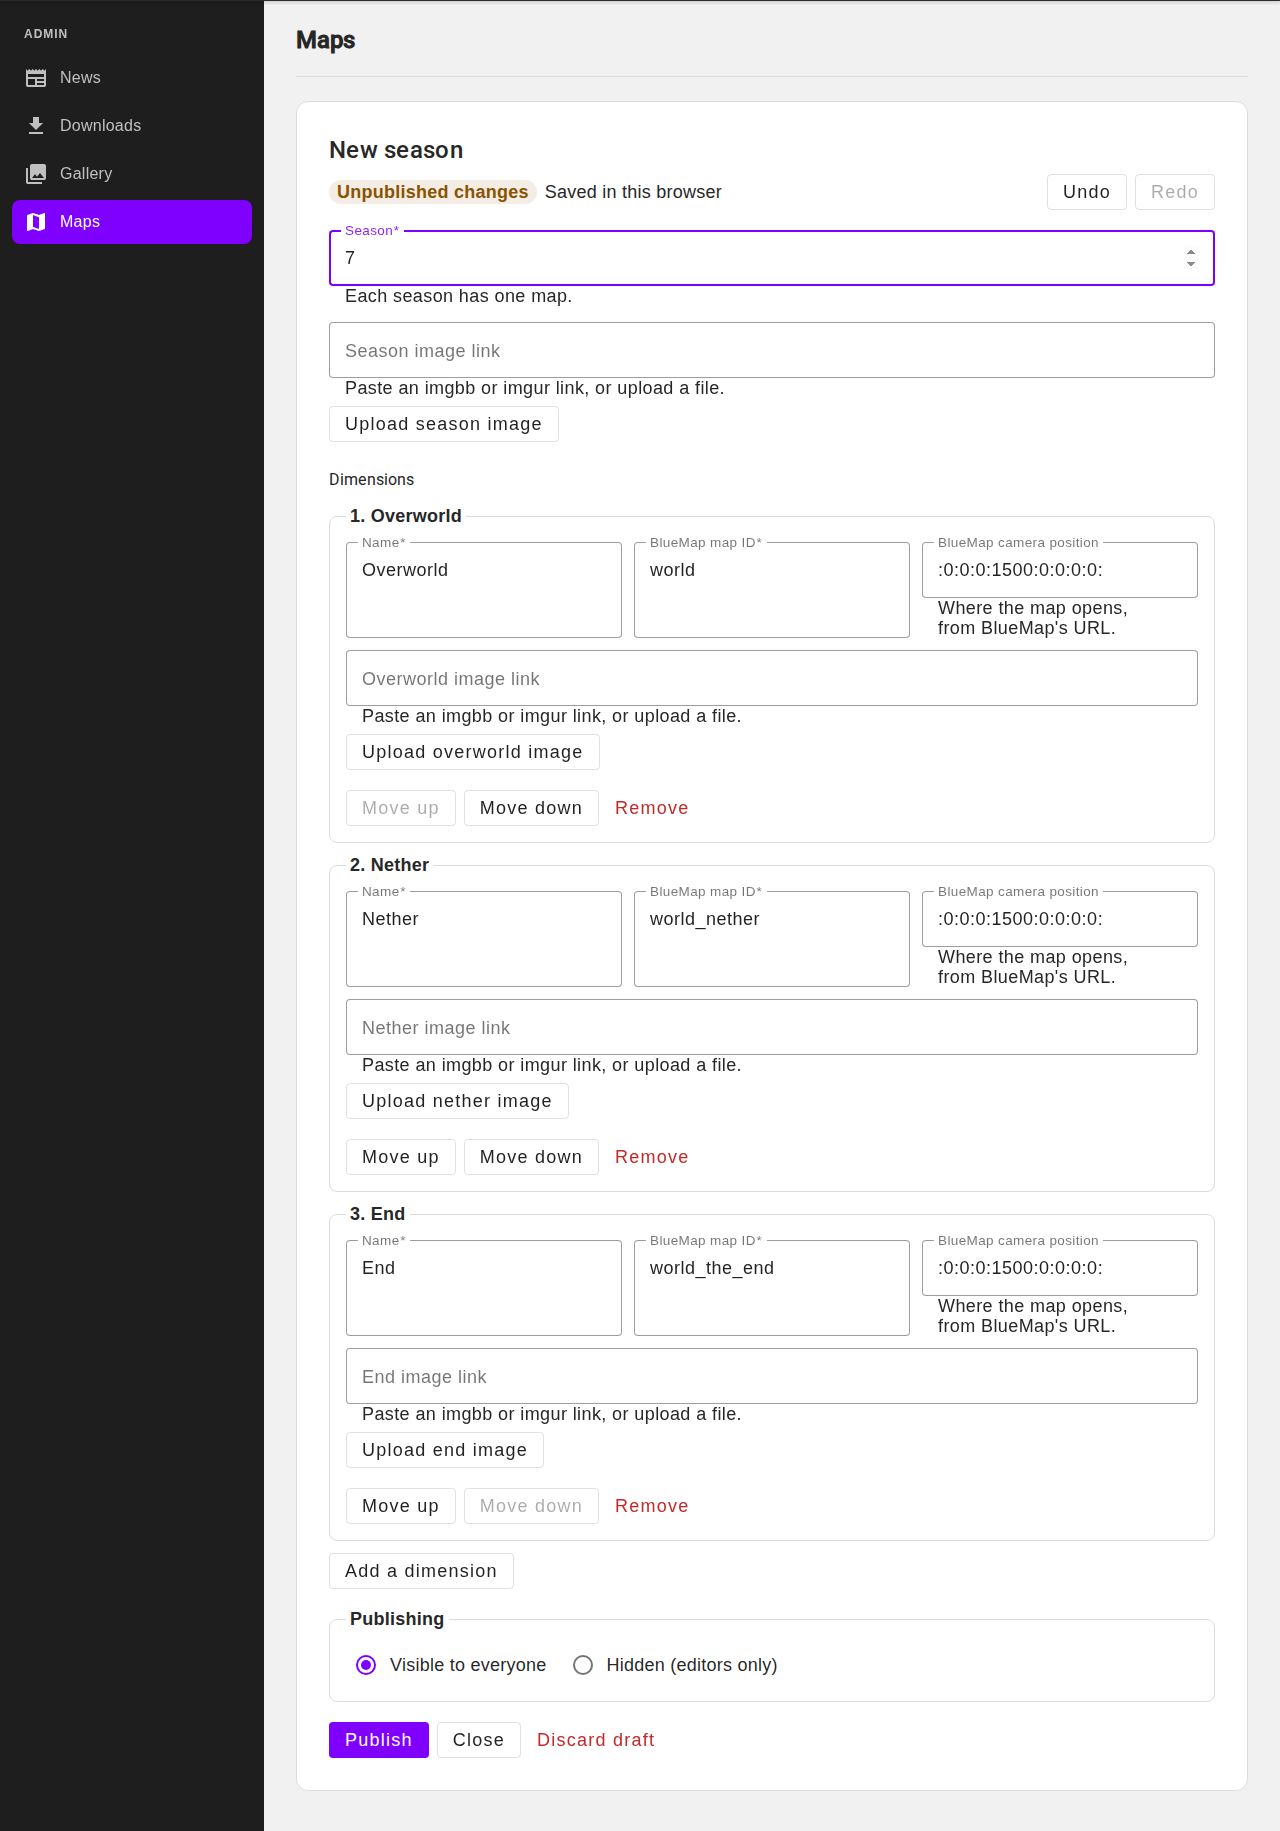 ADMIN
News
Downloads
Gallery
Maps
Maps
New season
Unpublished changes Saved in this browser Undo Redo
Season*
7
Each season has one map.
Season image link
Paste an imgbb or imgur link, or upload a file.
Upload season image
Dimensions
1. Overworld
Name* BlueMap map ID* BlueMap camera position
Overworld world :0:0:0:1500:0:0:0:0:
Where the map opens,
from BlueMap's URL.
Overworld image link
Paste an imgbb or imgur link, or upload a file.
Upload overworld image
Move up Move down Remove
2. Nether
Name* BlueMap map ID* BlueMap camera position
Nether world_nether :0:0:0:1500:0:0:0:0:
Where the map opens,
from BlueMap's URL.
Nether image link
Paste an imgbb or imgur link, or upload a file.
Upload nether image
Move up Move down Remove
3. End
Name* BlueMap map ID* BlueMap camera position
End world_the_end :0:0:0:1500:0:0:0:0:
Where the map opens,
from BlueMap's URL.
End image link
Paste an imgbb or imgur link, or upload a file.
Upload end image
Move up Move down Remove
Add a dimension
Publishing
Visible to everyone Hidden (editors only)
Publish Close Discard draft